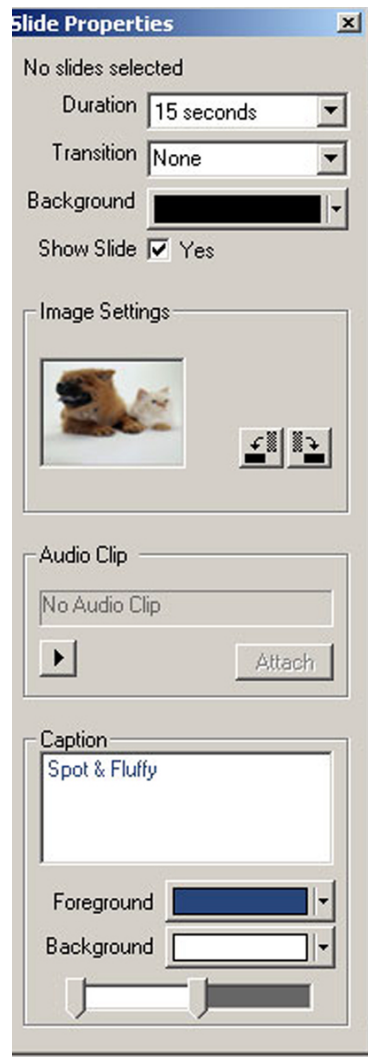 Slide Properties
No slides selected
Duration 15 seconds
Transition None
Background
Show Slide Yes
Image Settings
Audio Clip
No Audio Clip
Attach
Caption
Spot & Fluffy
Foreground
Background